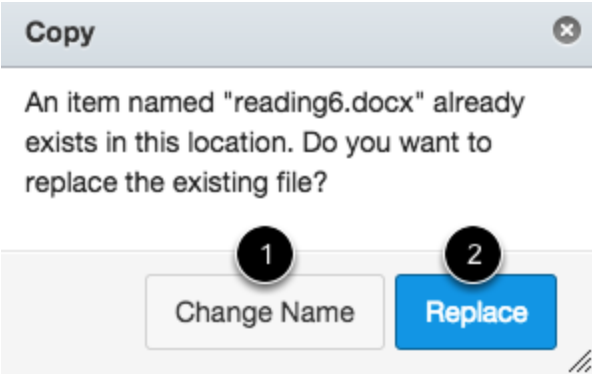 Copy
An item named "reading6.docx" already
exists in this location. Do you want to
replace the existing file?
1
2
Change Name
Replace